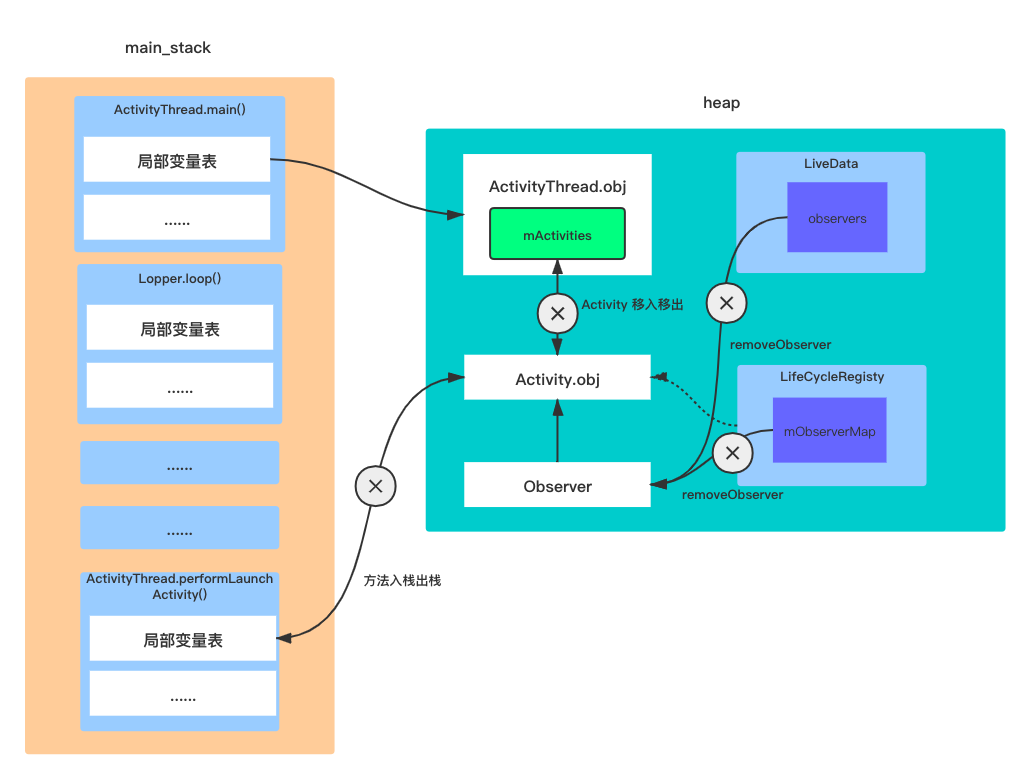 main_stack
ActivityThread.main()
局部变量表
......
Lopper.loop()
局部变量表
......
......
......
ActivityThread.performLaunch
Activity()
局部变量表
......
方法入栈出栈
heap
ActivityThread.obj
mActivities
Activity 移入移出
Activity.obj
Observer
LiveData
observers
removeObserver
LifeCycleRegisty
mObserverMap
removeObserver